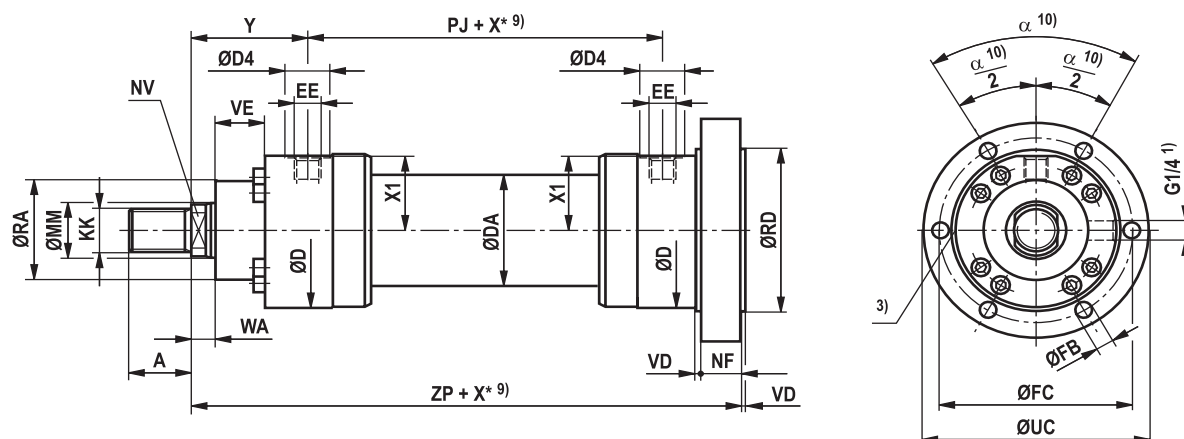 Y
PJ + X* 9)
ØD4
ØD4
EE
EE
NV
VE
ØRA
ØMM
KK
X1
X1
ØDA
ØD
ØD
ØRD
WA
A
VD
NF
ZP + X* 9)
VD
α 10)
α 10)
2
α 10)
2
G1/4 1)
3)
ØFB
ØFC
ØUC